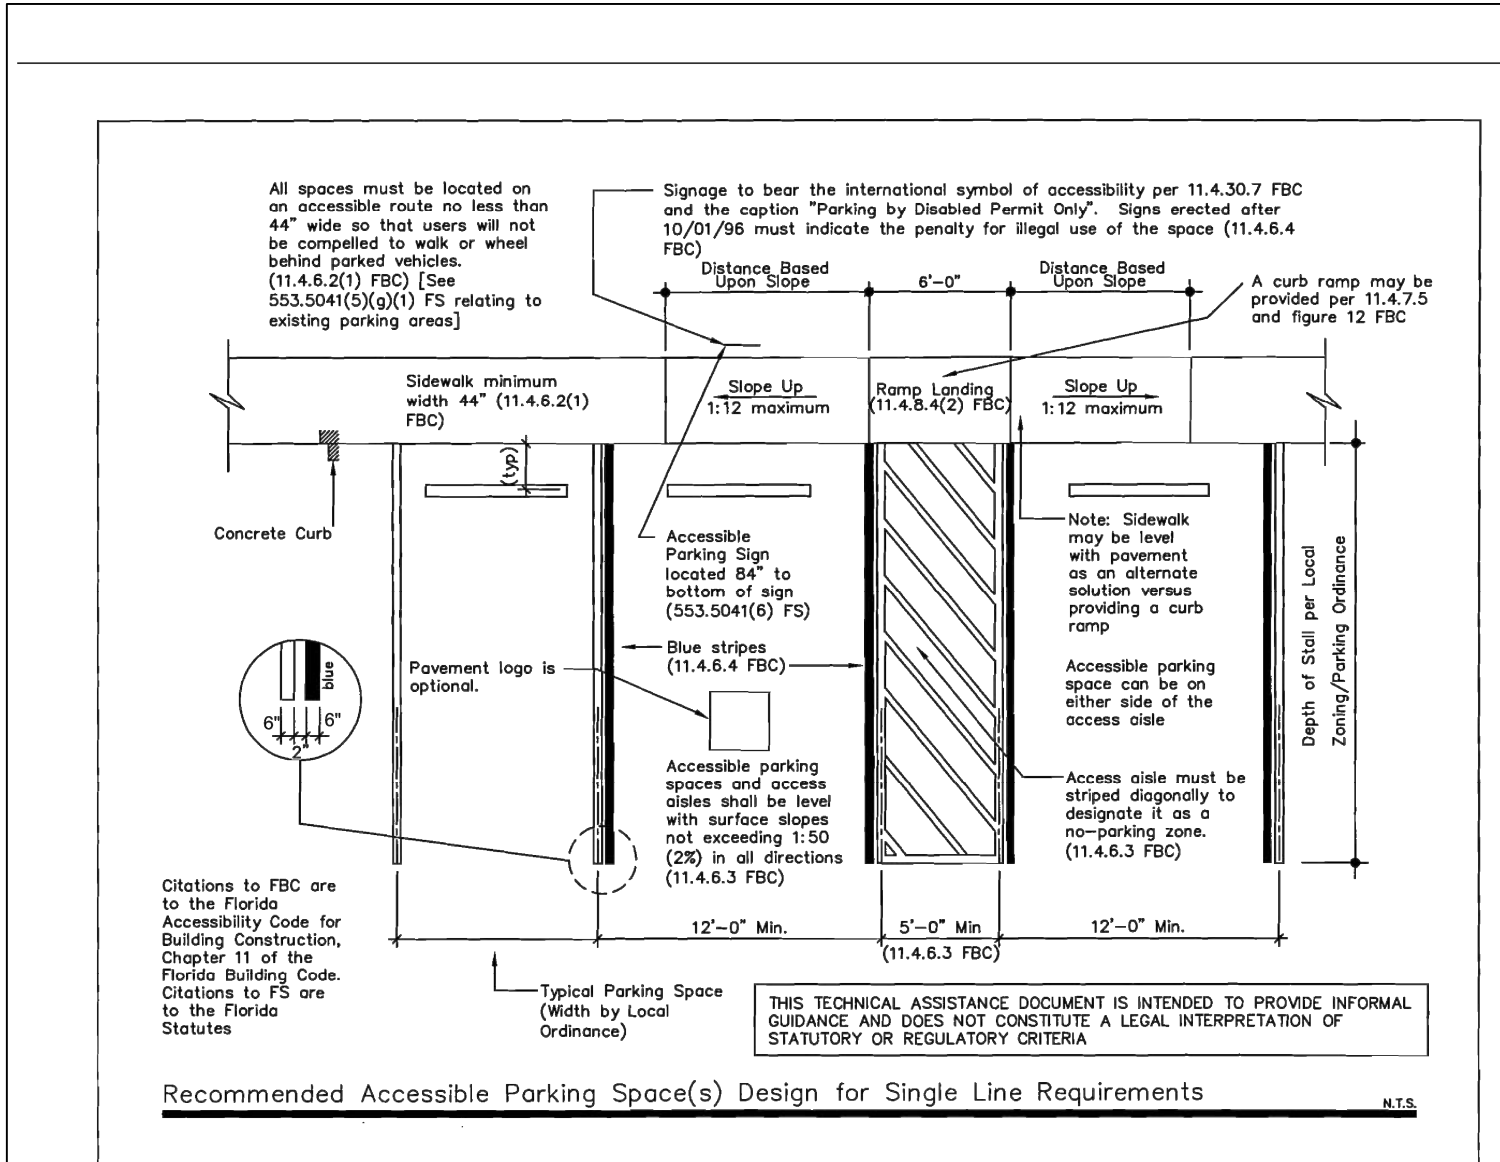 All spaces must be located on
an accessible route no less than
44" wide so that users will not
be compelled to walk or wheel
behind parked vehicles.
(11.4.6.2(1) FBC) [See
553.5041(5)(g)(1) FS relating to
existing parking areas]
Signage to bear the international symbol of accessibility per 11.4.30.7 FBC
and the caption "Parking by Disabled Permit Only". Signs erected after
10/01/96 must indicate the penalty for illegal use of the space (11.4.6.4
FBC)
Distance Based
Upon Slope
6'-0"
Distance Based
Upon Slope
A curb ramp may be
provided per 11.4.7.5
and figure 12 FBC
Sidewalk minimum
width 44" (11.4.6.2(1)
FBC)
Slope Up
1:12 maximum
Ramp Landing
(11.4.8.4(2) FBC)
Slope Up
1:12 maximum
(typ)
Concrete Curb
Accessible
Parking Sign
located 84" to
bottom of sign
(553.5041(6) FS)
Note: Sidewalk
may be level
with pavement
as an alternate
solution versus
providing a curb
ramp
Depth of Stall per Local
Zoning/Parking Ordinance
Blue stripes
(11.4.6.4 FBC)
Pavement logo is
optional.
Accessible parking
space can be on
either side of the
access aisle
blue
6"
6"
2"
Accessible parking
spaces and access
aisles shall be level
with surface slopes
not exceeding 1:50
(2%) in all directions
(11.4.6.3 FBC)
Access aisle must be
striped diagonally to
designate it as a
no-parking zone.
(11.4.6.3 FBC)
Citations to FBC are
to the Florida
Accessibility Code for
Building Construction,
Chapter 11 of the
Florida Building Code.
Citations to FS are
to the Florida
Statutes
12'-0" Min.
5'-0" Min
12'-0" Min.
(11.4.6.3 FBC)
Typical Parking Space
(Width by Local
Ordinance)
THIS TECHNICAL ASSISTANCE DOCUMENT IS INTENDED TO PROVIDE INFORMAL
GUIDANCE AND DOES NOT CONSTITUTE A LEGAL INTERPRETATION OF
STATUTORY OR REGULATORY CRITERIA
Recommended Accessible Parking Space(s) Design for Single Line Requirements
N.T.S.